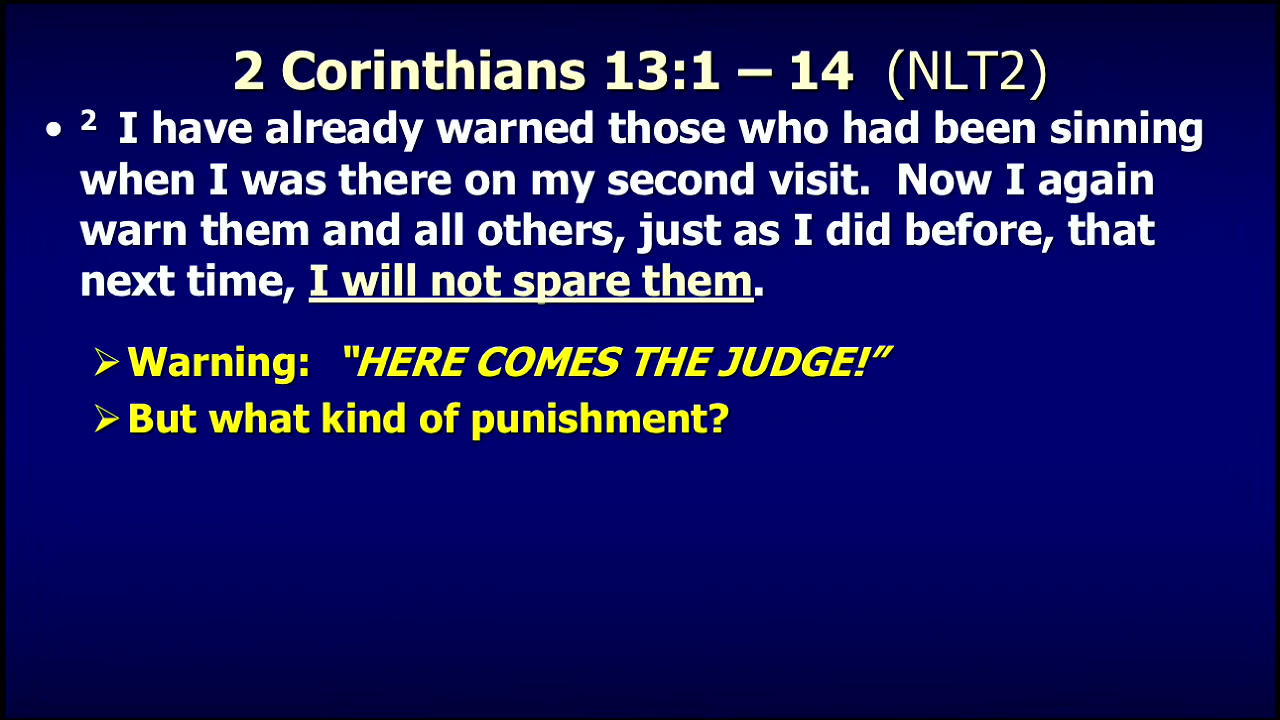 2 Corinthians 13:1 – 14 (NLT2)
• ² I have already warned those who had been sinning
when I was there on my second visit. Now I again
warn them and all others, just as I did before, that
next time, I will not spare them.
➢ Warning: “HERE COMES THE JUDGE!”
➢ But what kind of punishment?